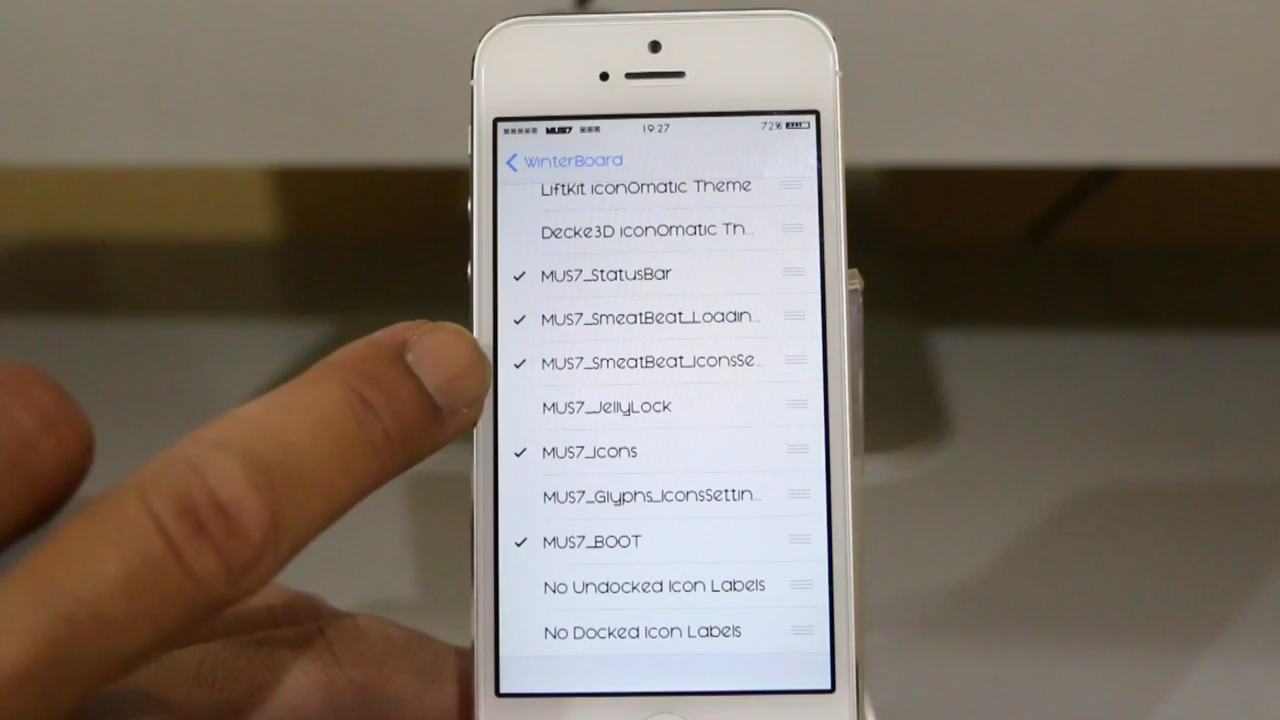 MUS7 19:27 72%
WinterBoard
LiftKit iconOmatic Theme
Decke3D iconOmatic Th...
MUS7_StatusBar
MUS7_SmeatBeat_Loadin...
MUS7_SmeatBeat_IconsSe...
MUS7_JellyLock
MUS7_Icons
MUS7_Glyphs_IconsSettin...
MUS7_BOOT
No Undocked Icon Labels
No Docked Icon Labels